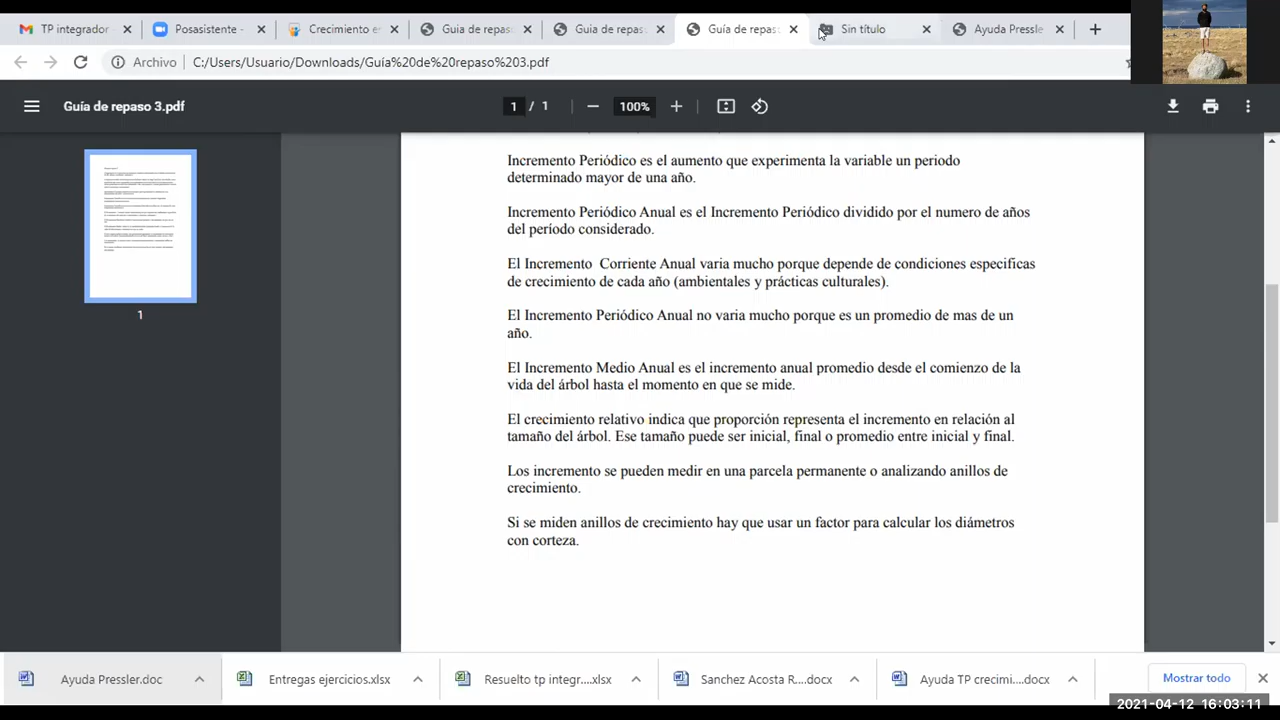 TP integrador -
Posasistente -
Crecimiento e
Guia de repas
Guia de repas
Guía de repas
Sin título
Ayuda Pressle
Archivo
C:/Users/Usuario/Downloads/Guía%20de%20repaso%203.pdf
Guía de repaso 3.pdf
1 / 1
100%
1
Incremento Periódico es el aumento que experimenta la variable un periodo
determinado mayor de una año.
Incremento Periódico Anual es el Incremento Periódico dividido por el numero de años
del período considerado.
El Incremento Corriente Anual varia mucho porque depende de condiciones especificas
de crecimiento de cada año (ambientales y prácticas culturales).
El Incremento Periódico Anual no varia mucho porque es un promedio de mas de un
año.
El Incremento Medio Anual es el incremento anual promedio desde el comienzo de la
vida del árbol hasta el momento en que se mide.
El crecimiento relativo indica que proporción representa el incremento en relación al
tamaño del árbol. Ese tamaño puede ser inicial, final o promedio entre inicial y final.
Los incremento se pueden medir en una parcela permanente o analizando anillos de
crecimiento.
Si se miden anillos de crecimiento hay que usar un factor para calcular los diámetros
con corteza.
Ayuda Pressler.doc
Entregas ejercicios.xlsx
Resuelto tp integr....xlsx
Sanchez Acosta R....docx
Ayuda TP crecimi....docx
Mostrar todo
2021-04-12 16:03:11